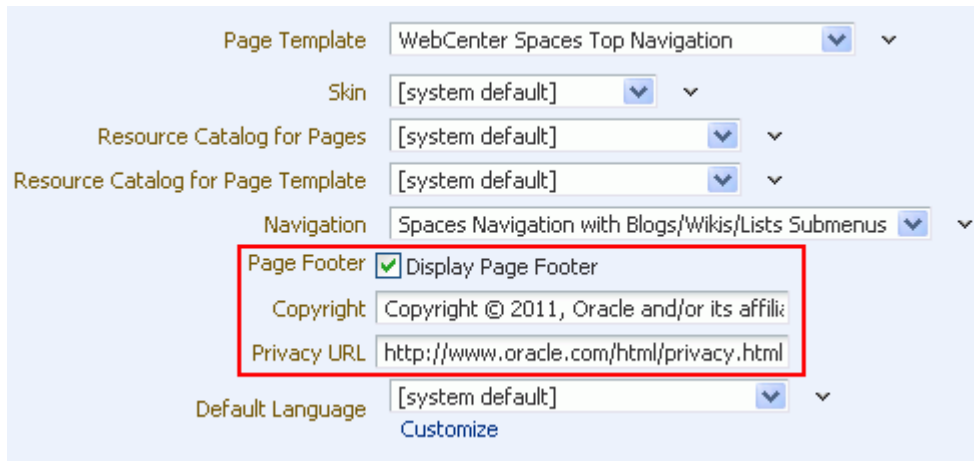 Page Template WebCenter Spaces Top Navigation
Skin [system default]
Resource Catalog for Pages [system default]
Resource Catalog for Page Template [system default]
Navigation Spaces Navigation with Blogs/Wikis/Lists Submenus
Page Footer Display Page Footer
Copyright Copyright © 2011, Oracle and/or its
Privacy URL http://www.oracle.com/html/privacy.html
Default Language [system default]
Customize